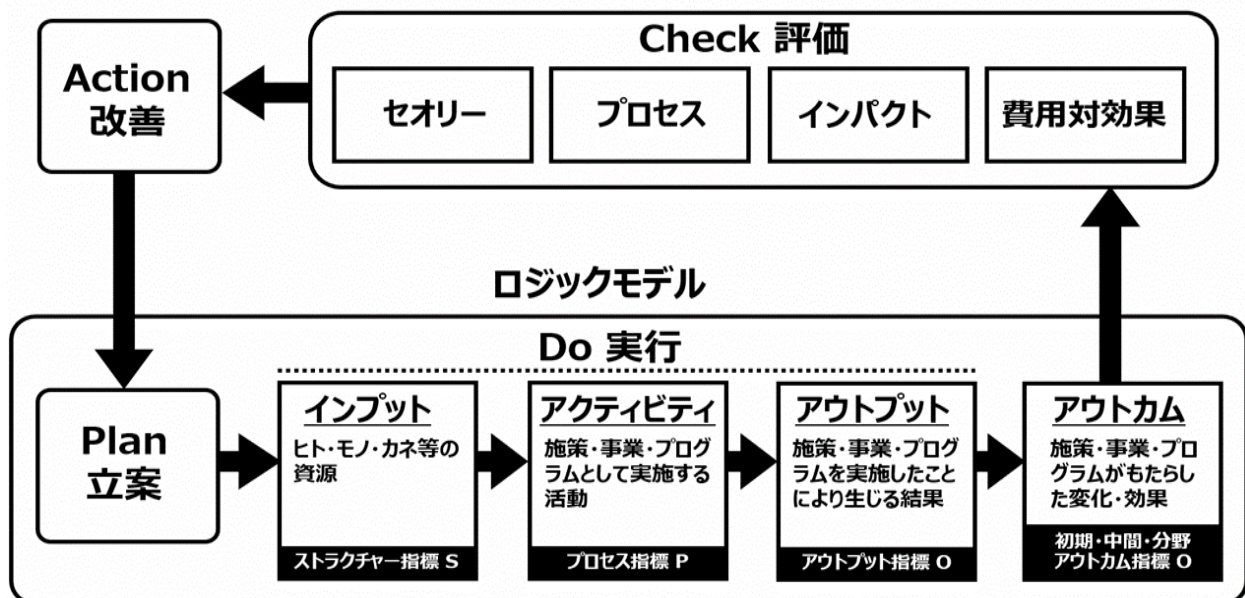 Check 評価
Action
改善
セオリー
プロセス
インパクト
費用対効果
ロジックモデル
Do 実行
Plan
立案
インプット
ヒト・モノ・カネ等の
資源
ストラクチャー指標 S
アクティビティ
施策・事業・プログ
ラムとして実施する
活動
プロセス指標 P
アウトプット
施策・事業・プログ
ラムを実施したこと
により生じる結果
アウトプット指標 O
アウトカム
施策・事業・プロ
グラムがもたらし
た変化・効果
初期・中間・分野
アウトカム指標 O